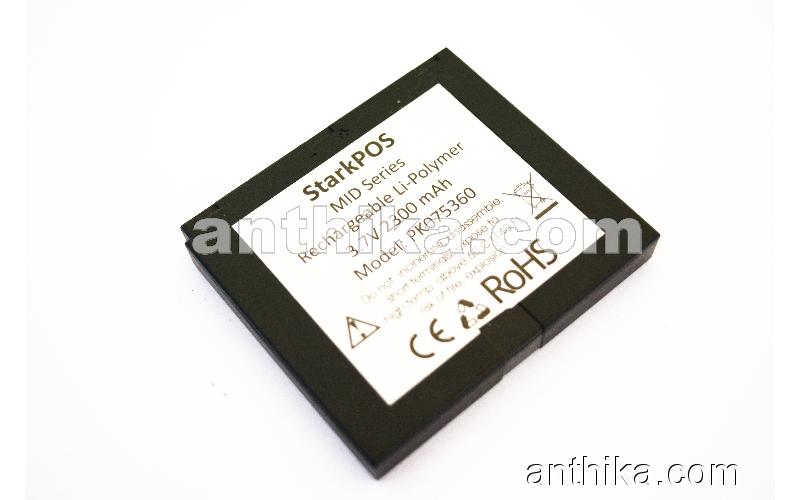 StarkPOS
MID Series
Rechargeable Li-Polymer
3.7V 2300 mAh
Model: PK075360
Do not incinerate, disassemble,
short terminals, expose to
high temp. above
risk of fire, explosion
CE RoHS
anthika.com
anthika.com